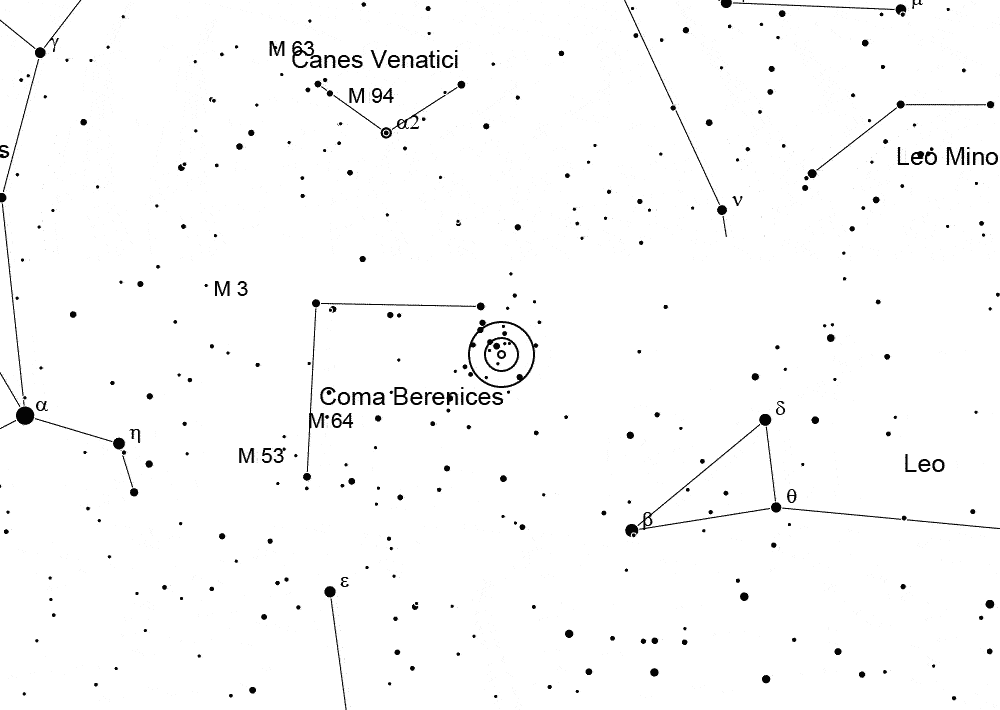 μ
γ
M 63
Canes Venatici
M 94
α2
s
Leo Mino
ν
M 3
Coma Berenices
α
M 64
δ
η
M 53
Leo
θ
β
ε